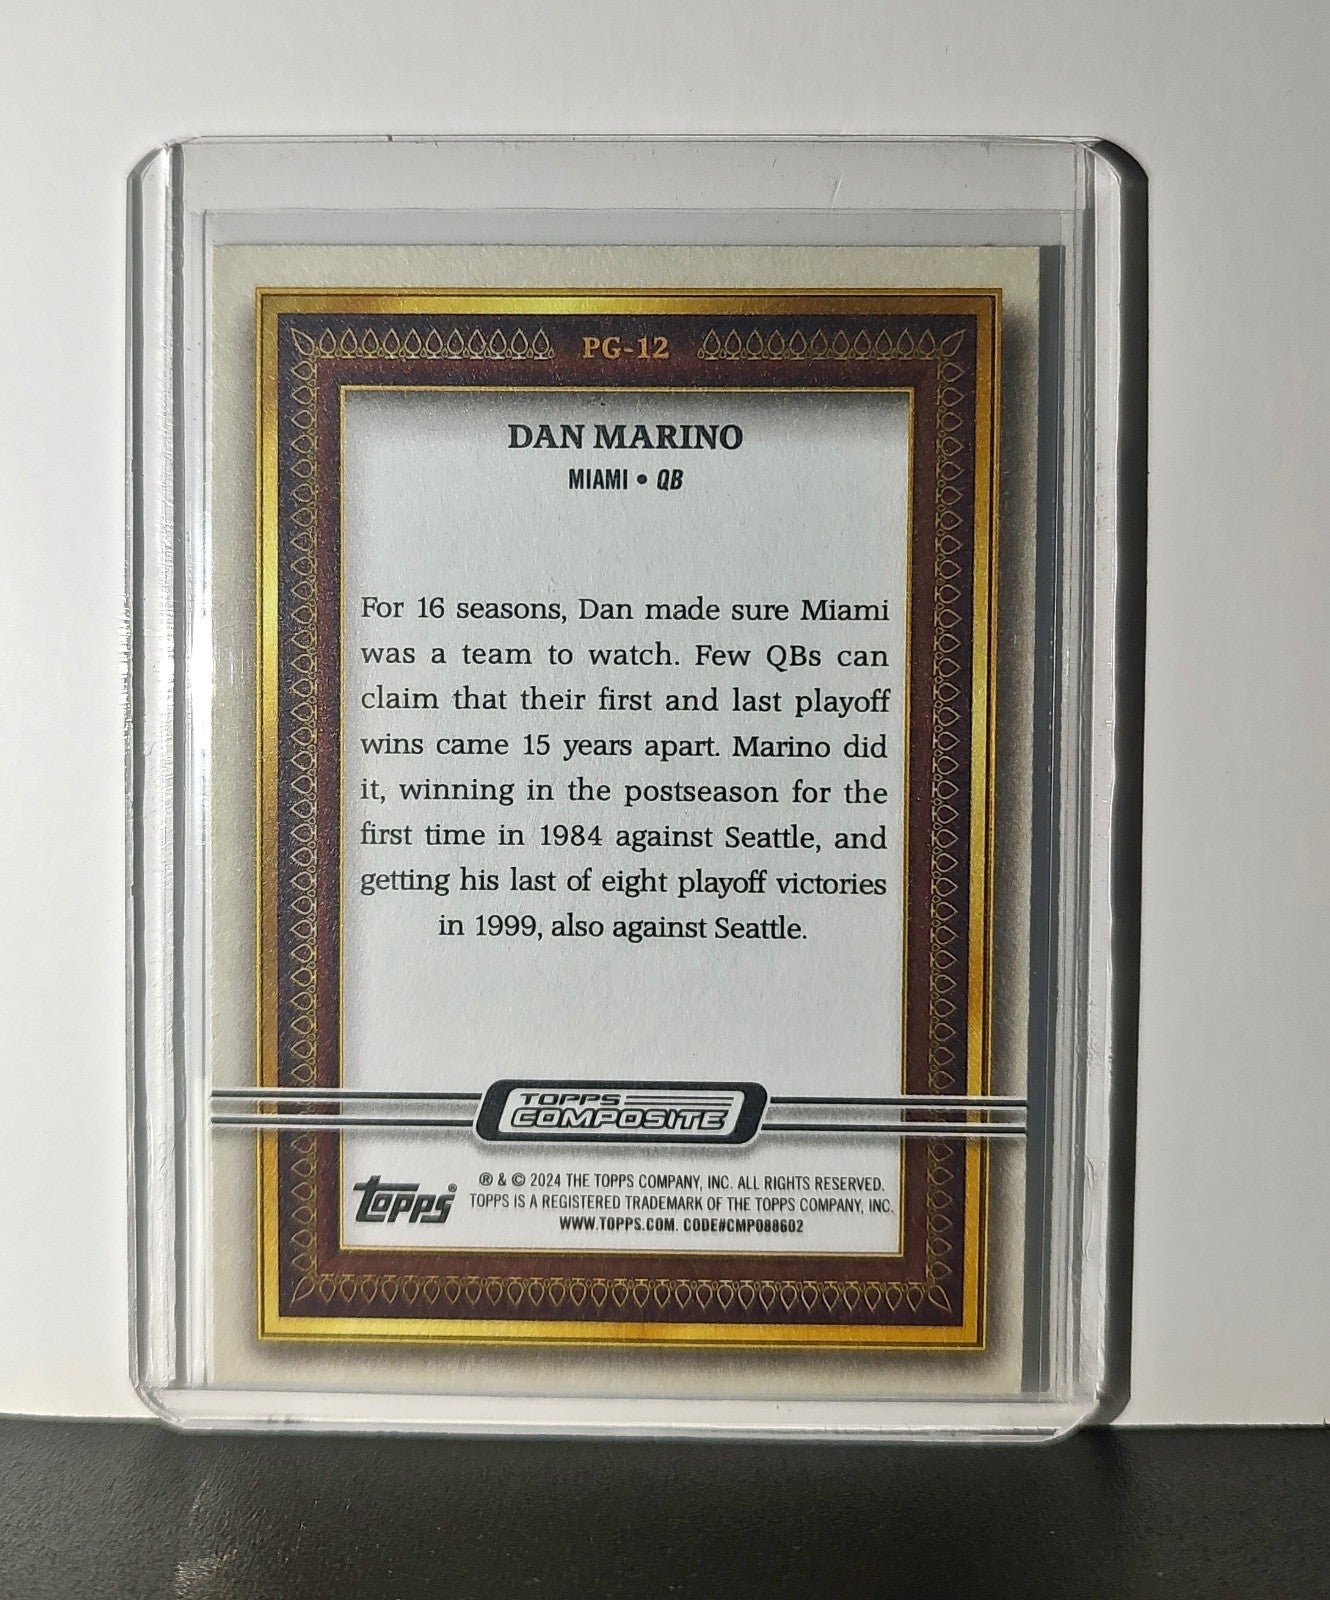 PG-12
DAN MARINO
MIAMI • QB
For 16 seasons, Dan made sure Miami
was a team to watch. Few QBs can
claim that their first and last playoff
wins came 15 years apart. Marino did
it, winning in the postseason for the
first time in 1984 against Seattle, and
getting his last of eight playoff victories
in 1999, also against Seattle.
TOPPS
COMPOSITE
topps®
® & © 2024 THE TOPPS COMPANY, INC. ALL RIGHTS RESERVED.
TOPPS IS A REGISTERED TRADEMARK OF THE TOPPS COMPANY, INC.
WWW.TOPPS.COM. CODE#CMP088602